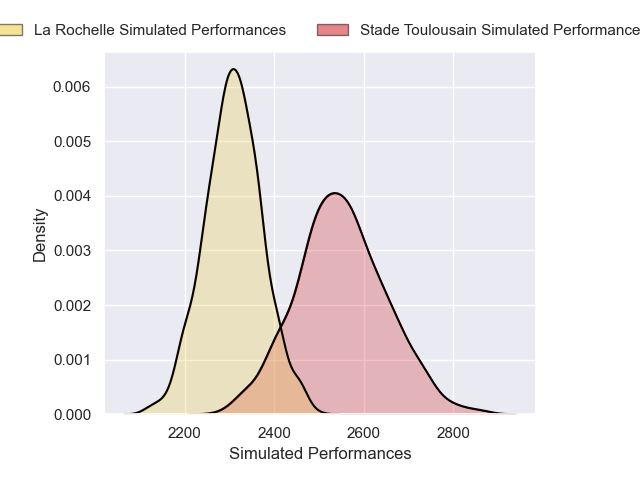 La Rochelle Simulated Performances Stade Toulousain Simulated Performance
0.006
0.005
0.004
0.003
0.002
0.001
0.000
Density
2200 2400 2600 2800
Simulated Performances